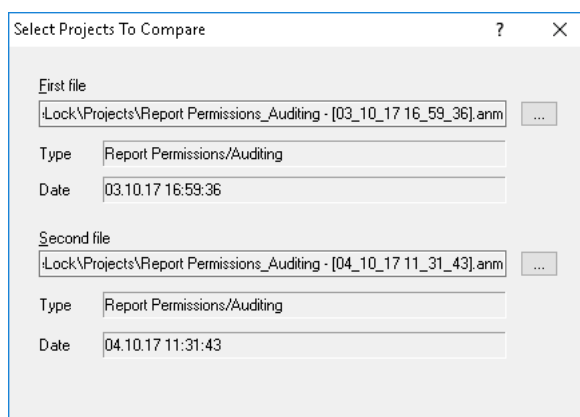 Select Projects To Compare ?
First file
:Lock\Projects\Report Permissions_Auditing - [03_10_17 16_59_36].anm ...
Type Report Permissions/Auditing
Date 03.10.17 16:59:36
Second file
:Lock\Projects\Report Permissions_Auditing - [04_10_17 11_31_43].anm ...
Type Report Permissions/Auditing
Date 04.10.17 11:31:43